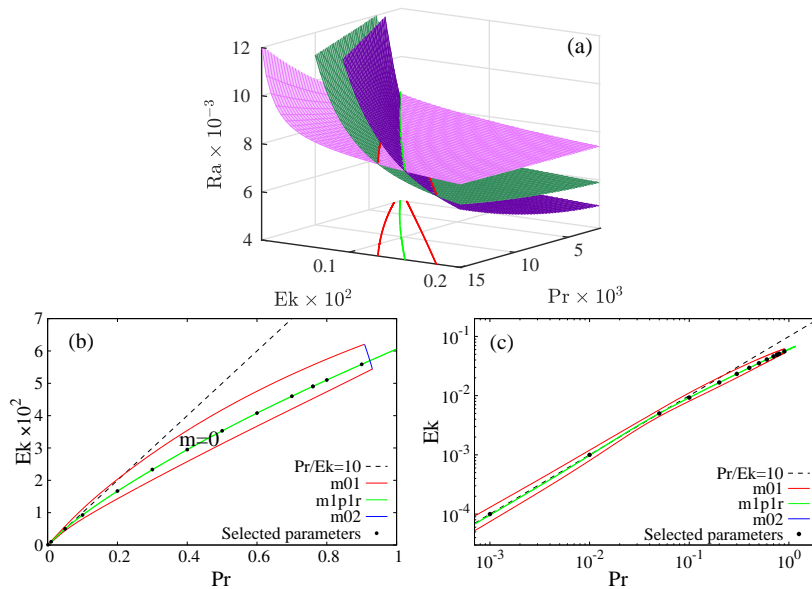 (a)
12
10
8
6
4
Ra × 10⁻³
0.1
0.2
15
10
5
Ek × 10²
Pr × 10³
(b)
7
6
5
4
3
2
1
0
Ek ×10²
m=0
Pr/Ek=10
m01
m1p1r
m02
Selected parameters
0
0.2
0.4
0.6
0.8
1
Pr
(c)
10⁻¹
10⁻²
10⁻³
10⁻⁴
Ek
Pr/Ek=10
m01
m1p1r
m02
Selected parameters
10⁻³
10⁻²
10⁻¹
10⁰
Pr